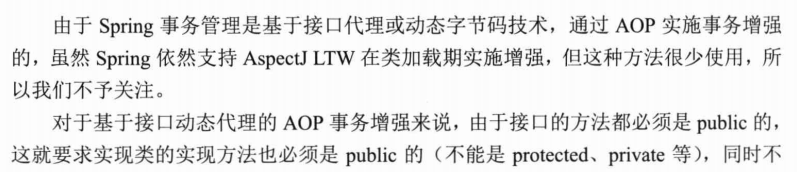 由于 Spring 事务管理是基于接口代理或动态字节码技术，通过 AOP 实施事务增强
的，虽然 Spring 依然支持 AspectJ LTW 在类加载期实施增强，但这种方法很少使用，所
以我们不予关注。
对于基于接口动态代理的 AOP 事务增强来说，由于接口的方法都必须是 public 的，
这就要求实现类的实现方法也必须是 public 的（不能是 protected、private 等），同时不